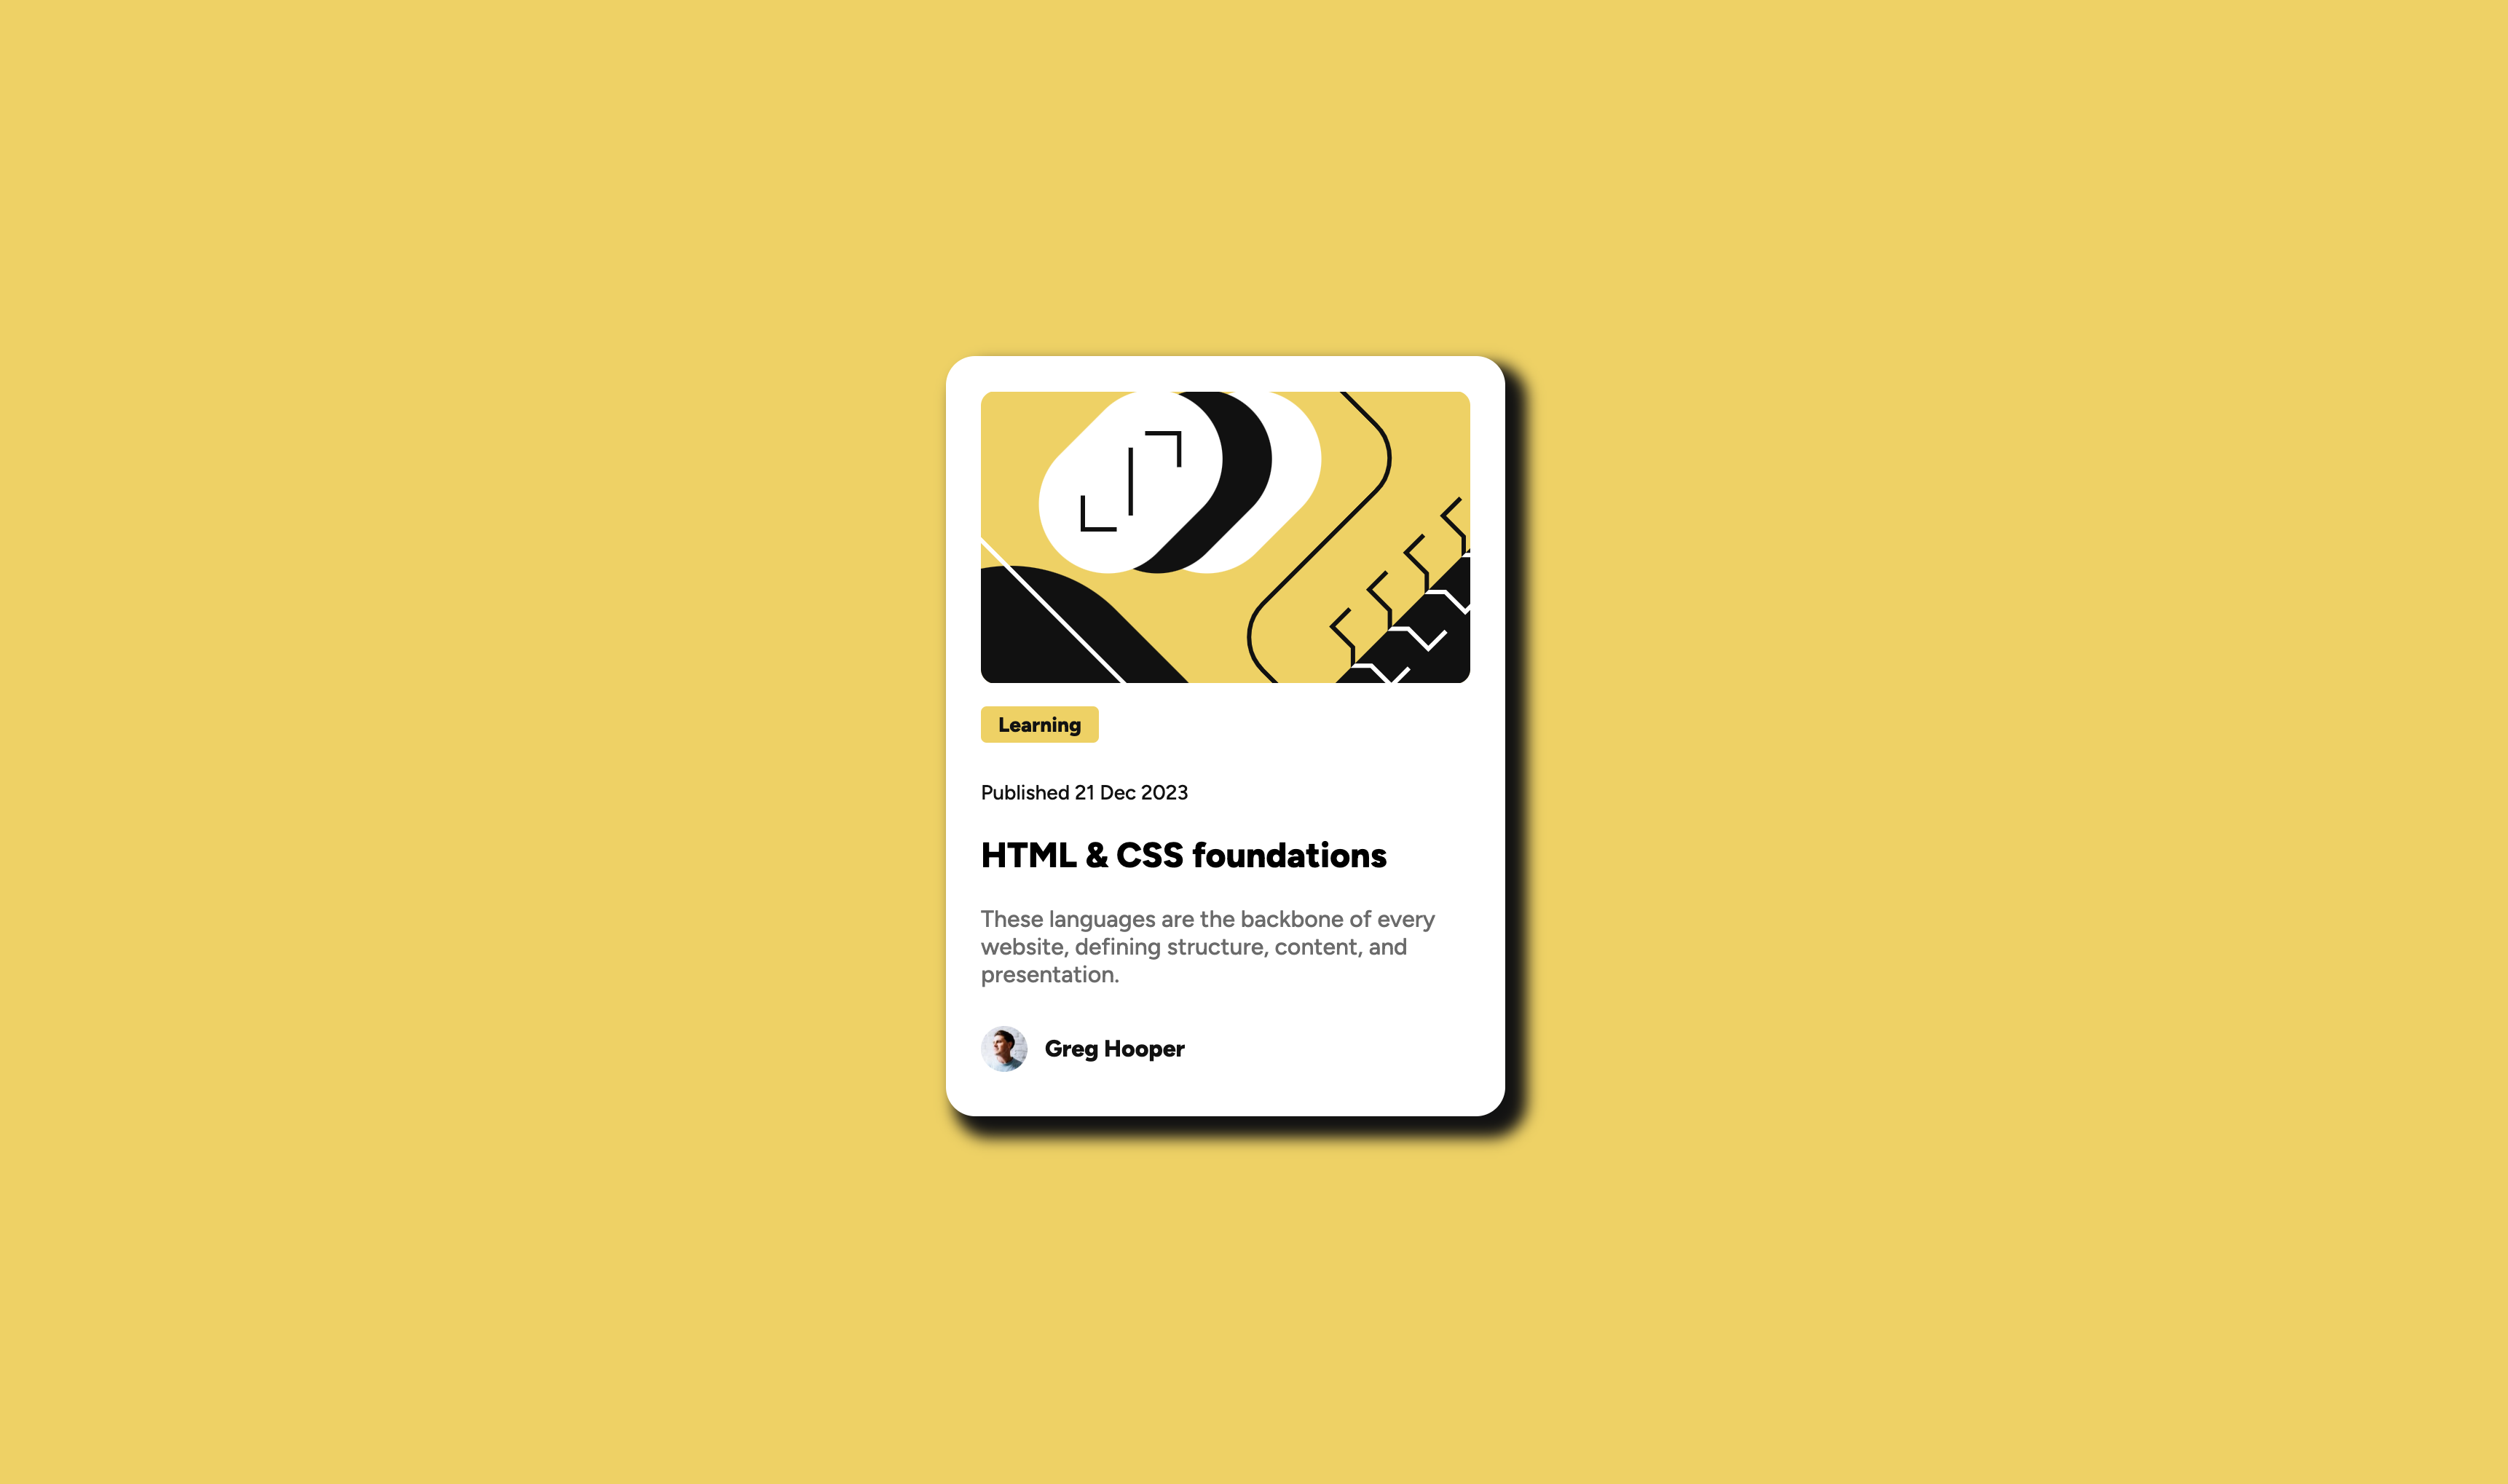 Learning
Published 21 Dec 2023
HTML & CSS foundations
These languages are the backbone of every
website, defining structure, content, and
presentation.
Greg Hooper